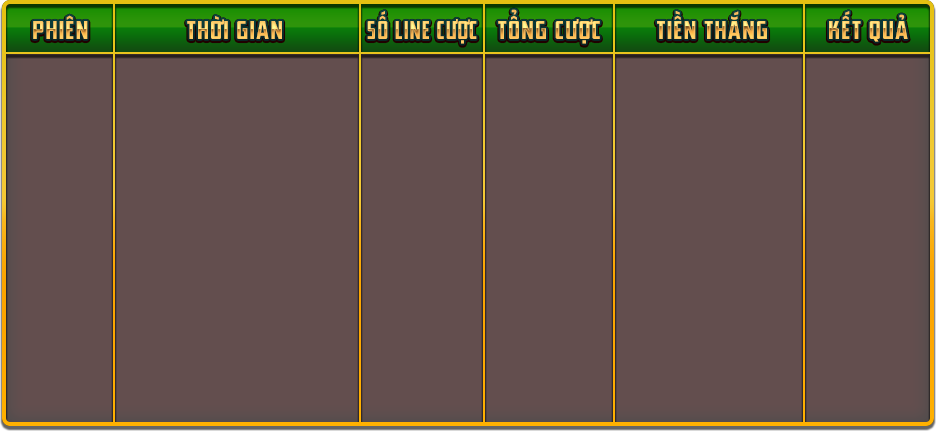 PHIÊN THỜI GIAN SỐ LINE CƯỢC TỔNG CƯỢC TIỀN THẮNG KẾT QUẢ